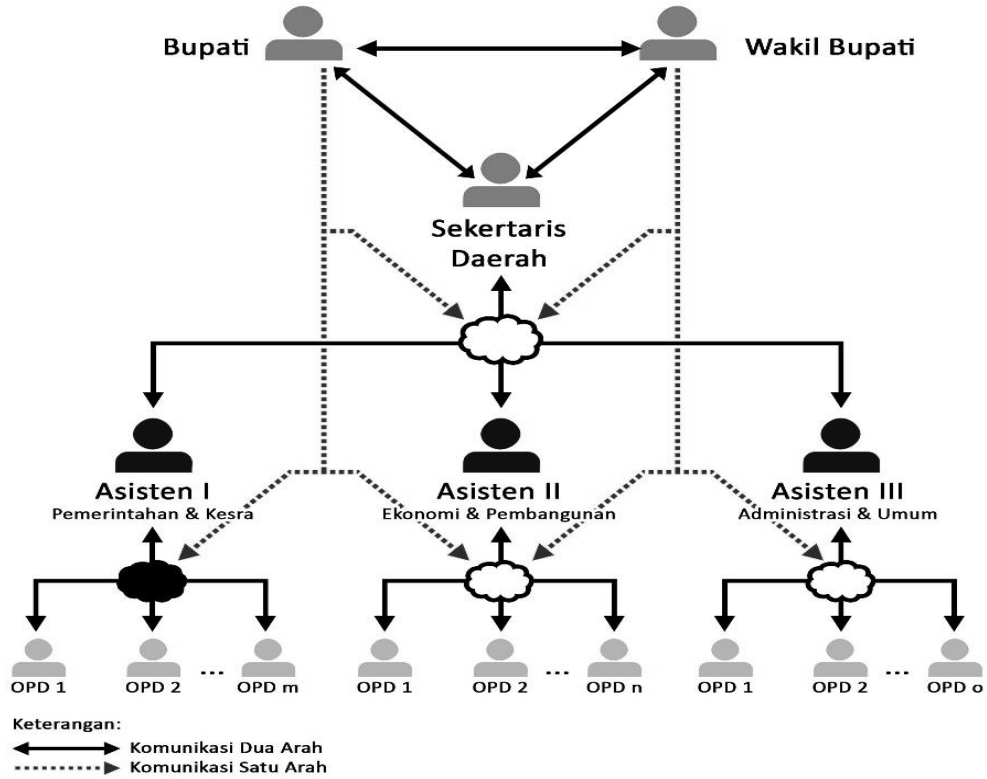 Bupati
Wakil Bupati
Sekertaris
Daerah
Asisten I
Pemerintahan & Kesra
Asisten II
Ekonomi & Pembangunan
Asisten III
Administrasi & Umum
OPD 1
OPD 2
...
OPD m
OPD 1
OPD 2
...
OPD n
OPD 1
OPD 2
...
OPD o
Keterangan:
Komunikasi Dua Arah
Komunikasi Satu Arah